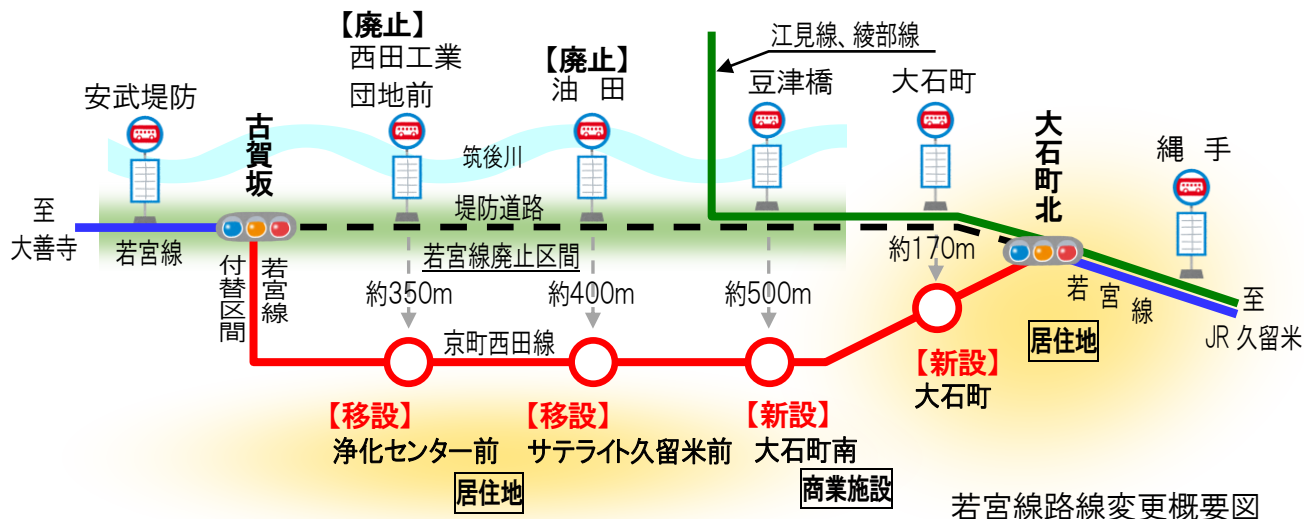 【廃止】
西田工業
団地前
【廃止】
油 田
江見線、綾部線
安武堤防
古賀坂
豆津橋
大石町
大石町北
縄 手
筑後川
堤防道路
至
大善寺
若宮線
若宮線廃止区間
若宮線
付替区間
約350m
約400m
約500m
約170m
若宮線
至
JR 久留米
京町西田線
居住地
【新設】
大石町
【移設】
浄化センター前
【移設】
サテライト久留米前
【新設】
大石町南
居住地
商業施設
若宮線路線変更概要図